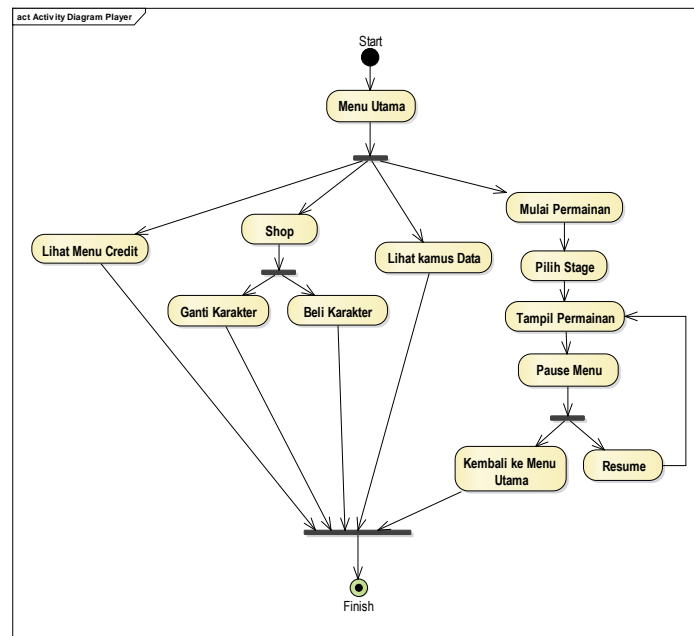 act Activity Diagram Player
Start
Menu Utama
Mulai Permainan
Shop
Lihat Menu Credit
Lihat kamus Data
Pilih Stage
Ganti Karakter
Beli Karakter
Tampil Permainan
Pause Menu
Kembali ke Menu
Utama
Resume
Finish